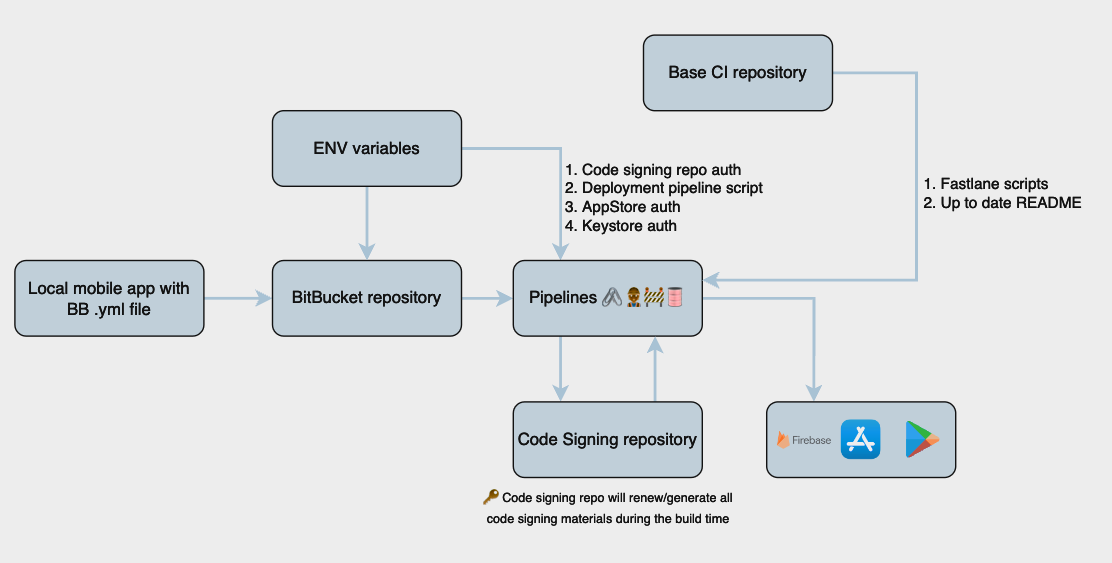 Base CI repository
ENV variables
1. Code signing repo auth
2. Deployment pipeline script
3. AppStore auth
4. Keystore auth
1. Fastlane scripts
2. Up to date README
Local mobile app with
BB .yml file
BitBucket repository
Pipelines
Code Signing repository
Firebase
Code signing repo will renew/generate all
code signing materials during the build time